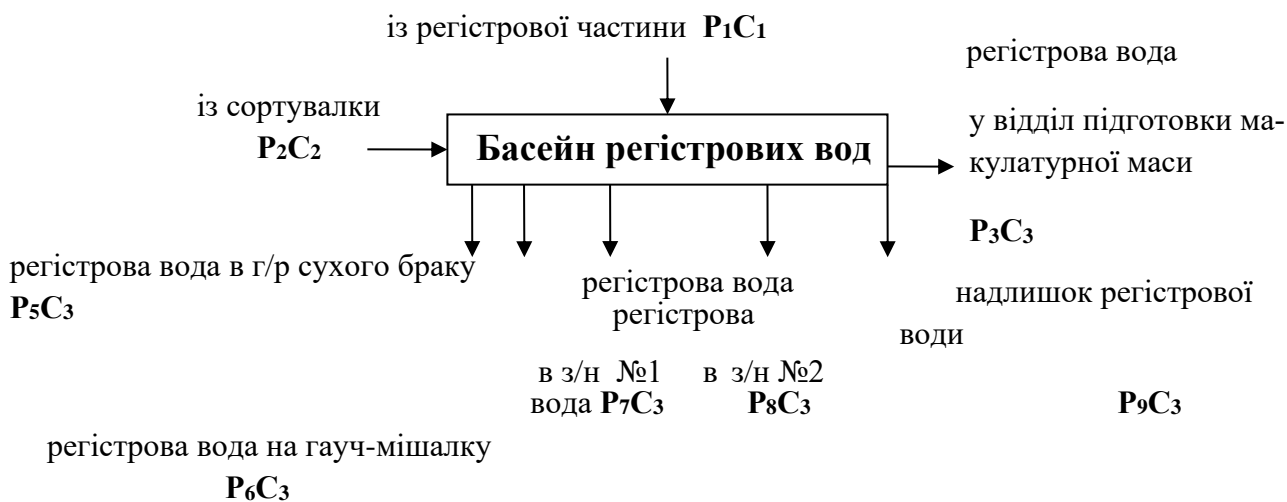 із регістрової частини P1C1
регістрова вода
із сортувалки
P2C2
у відділ підготовки ма-
кулатурної маси
Басейн регістрових вод
P3C3
регістрова вода в г/р сухого браку
P5C3
регістрова вода
регістрова
надлишок регістрової
води
в з/н №1 в з/н №2
вода P7C3 P8C3
P9C3
регістрова вода на гауч-мішалку
P6C3